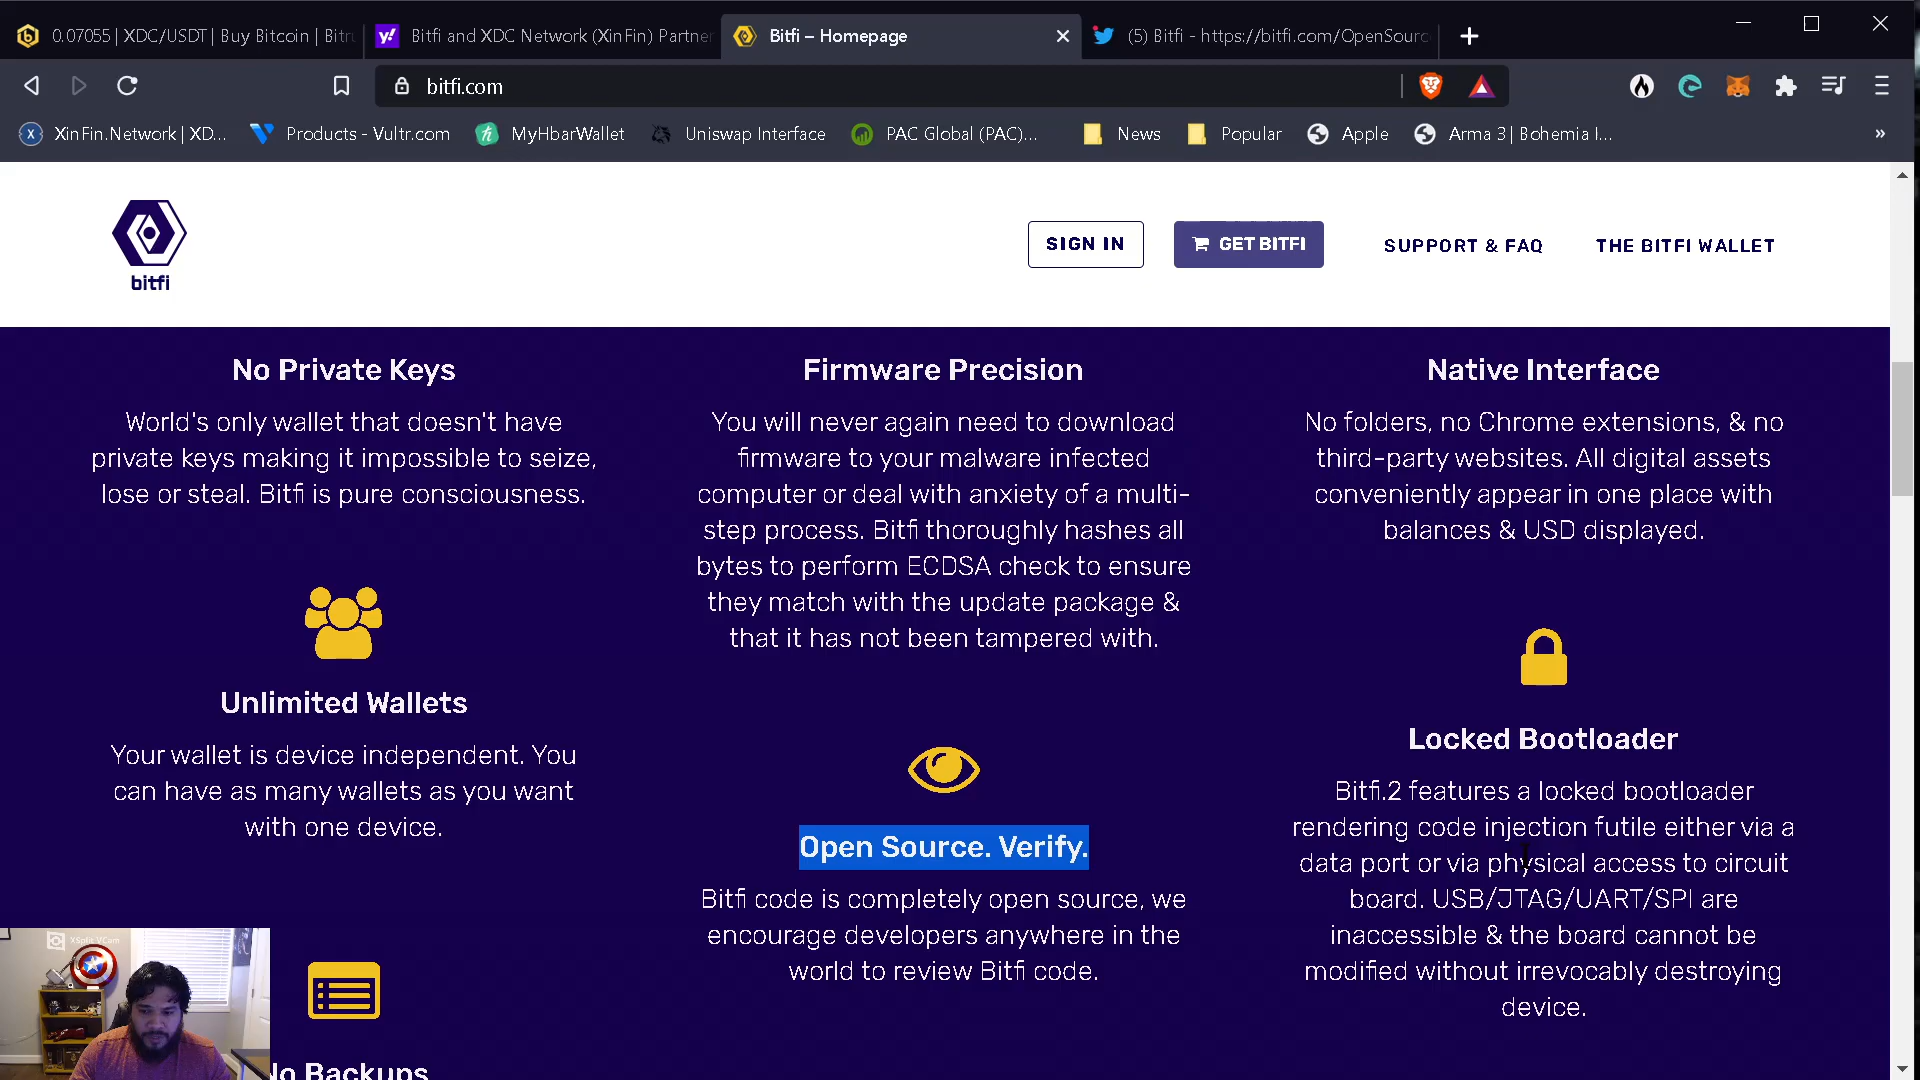 0.07055 | XDC/USDT | Buy Bitcoin | Bitru
Bitfi and XDC Network (XinFin) Partner
Bitfi – Homepage
(5) Bitfi - https://bitfi.com/OpenSourc
bitfi.com
XinFin.Network | XD...
Products - Vultr.com
MyHbarWallet
Uniswap Interface
PAC Global (PAC)...
News
Popular
Apple
Arma 3 | Bohemia I...
bitfi
SIGN IN
GET BITFI
SUPPORT & FAQ
THE BITFI WALLET
No Private Keys
World's only wallet that doesn't have
private keys making it impossible to seize,
lose or steal. Bitfi is pure consciousness.
Unlimited Wallets
Your wallet is device independent. You
can have as many wallets as you want
with one device.
No Backups
Firmware Precision
You will never again need to download
firmware to your malware infected
computer or deal with anxiety of a multi-
step process. Bitfi thoroughly hashes all
bytes to perform ECDSA check to ensure
they match with the update package &
that it has not been tampered with.
Open Source. Verify.
Bitfi code is completely open source, we
encourage developers anywhere in the
world to review Bitfi code.
Native Interface
No folders, no Chrome extensions, & no
third-party websites. All digital assets
conveniently appear in one place with
balances & USD displayed.
Locked Bootloader
Bitfi.2 features a locked bootloader
rendering code injection futile either via a
data port or via physical access to circuit
board. USB/JTAG/UART/SPI are
inaccessible & the board cannot be
modified without irrevocably destroying
device.
XSplit VCam